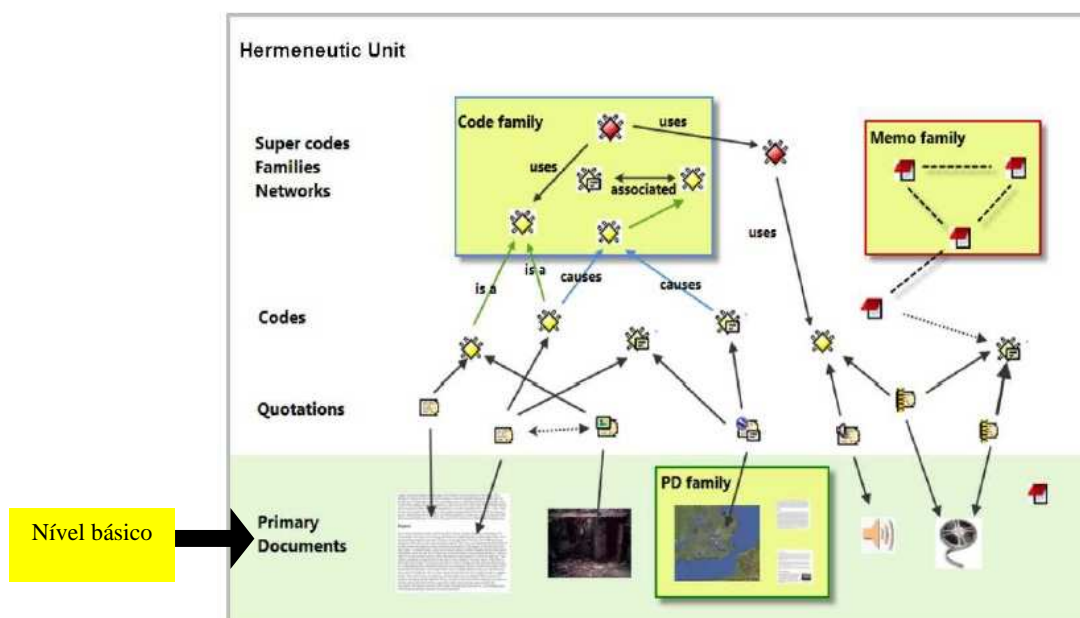 Hermeneutic Unit
Super codes
Families
Networks
Code family
uses
uses
associated
Memo family
uses
is a
is a
causes
causes
Codes
Quotations
Nível básico
Primary
Documents
PD family